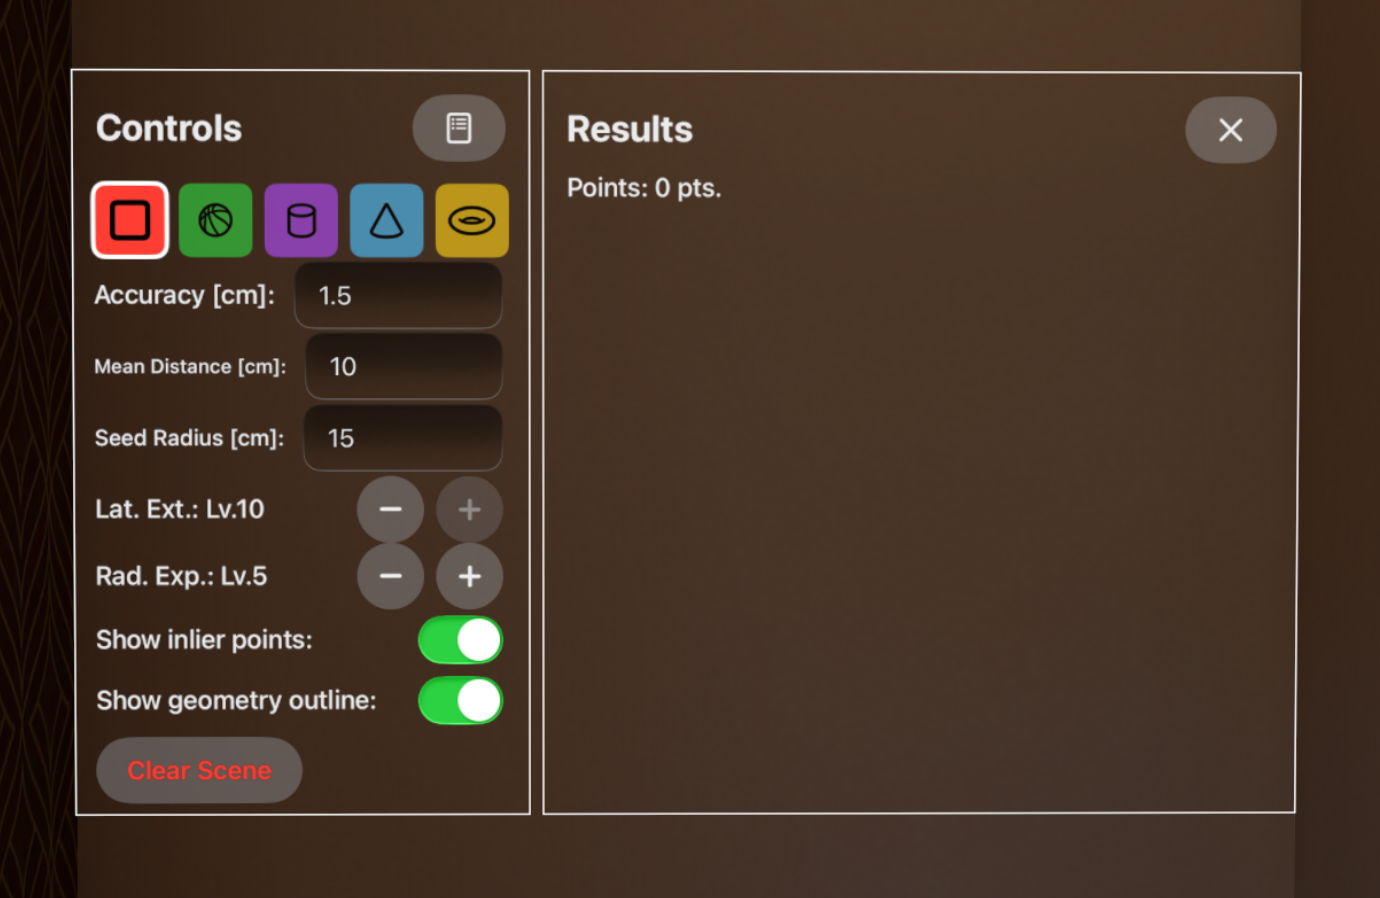 Controls
Accuracy [cm]: 1.5
Mean Distance [cm]: 10
Seed Radius [cm]: 15
Lat. Ext.: Lv.10
Rad. Exp.: Lv.5
Show inlier points:
Show geometry outline:
Clear Scene
Results
Points: 0 pts.